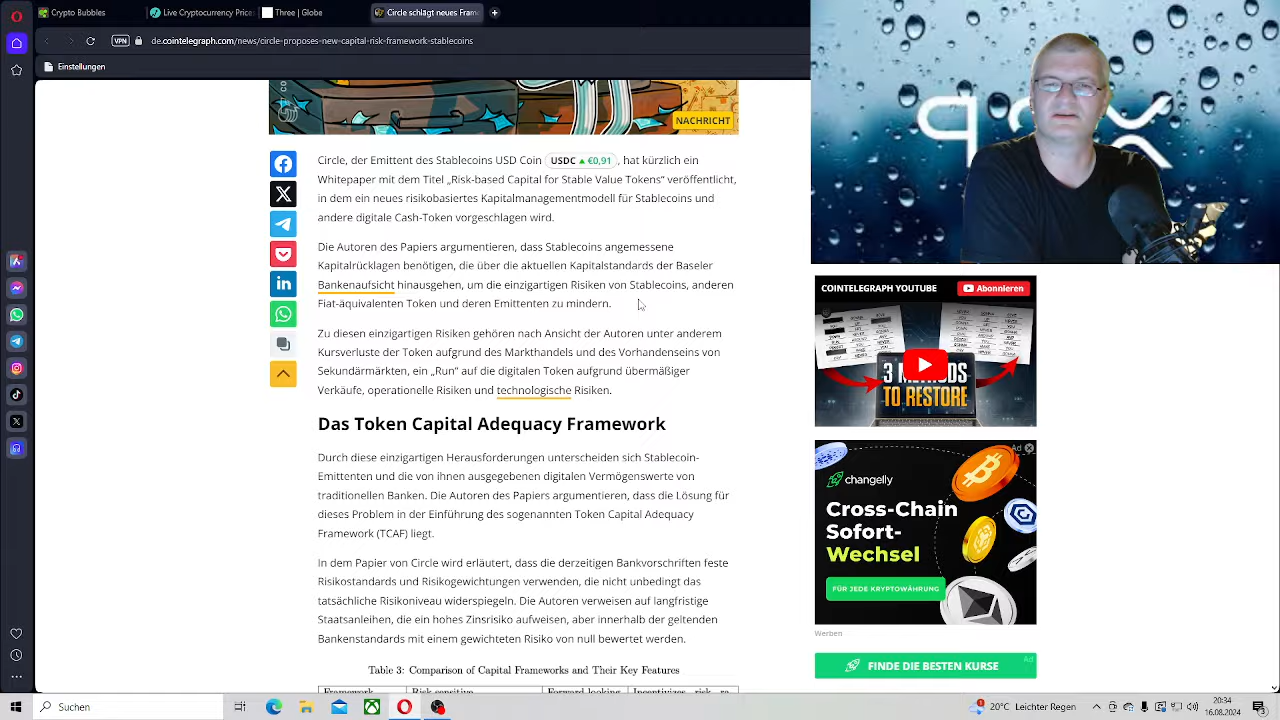 Crypto Bubbles
Live Cryptocurrency Price
Three | Globe
Circle schlägt neues Fram
VPN
de.cointelegraph.com/news/circle-proposes-new-capital-risk-framework-stablecoins
Einstellungen
NACHRICHT
Circle, der Emittent des Stablecoins USD Coin USDC ▲ €0,91 , hat kürzlich ein
Whitepaper mit dem Titel „Risk-based Capital for Stable Value Tokens” veröffentlicht,
in dem ein neues risikobasiertes Kapitalmanagementmodell für Stablecoins und
andere digitale Cash-Token vorgeschlagen wird.
Die Autoren des Papiers argumentieren, dass Stablecoins angemessene
Kapitalrücklagen benötigen, die über die aktuellen Kapitalstandards der Baseler
Bankenaufsicht hinausgehen, um die einzigartigen Risiken von Stablecoins, anderen
Fiat-äquivalenten Token und deren Emittenten zu mindern.
Zu diesen einzigartigen Risiken gehören nach Ansicht der Autoren unter anderem
Kursverluste der Token aufgrund des Marktpreis und des Vorhandenseins von
Sekundärmärkten, ein „Run” auf die digitalen Token aufgrund übermäßiger
Verkäufe, operationelle Risiken und technologische Risiken.
Das Token Capital Adequacy Framework
Durch diese einzigartigen Herausforderungen unterscheiden sich Stablecoin-
Emittenten und die von ihnen ausgegebenen digitalen Vermögenswerte von
traditionellen Banken. Die Autoren des Papiers argumentieren, dass die Lösung für
dieses Problem in der Einführung des sogenannten Token Capital Adequacy
Framework (TCAF) liegt.
In dem Papier von Circle wird erläutert, dass die derzeitigen Bankvorschriften feste
Risikostandards und Risikogewichtungen verwenden, die nicht unbedingt das
tatsächliche Risikoniveau widerspiegeln. Die Autoren verweisen auf langfristige
Staatsanleihen, die ein hohes Zinsrisiko aufweisen, aber innerhalb der geltenden
Bankenstandards mit einem gewichteten Risiko von null bewertet werden.
Table 3: Comparison of Capital Frameworks and Their Key Features
Framework Risk-sensitive Forward-looking Incentivizes risk re-
COINTELEGRAPH YOUTUBE
Abonnieren
3 METHODS
TO RESTORE
Ad
changelly
Cross-Chain
Sofort-
Wechsel
FÜR JEDE KRYPTOWÄHRUNG
Werben
FINDE DIE BESTEN KURSE
Ad
Suchen
20°C Leichter Regen
20:34
16.08.2024